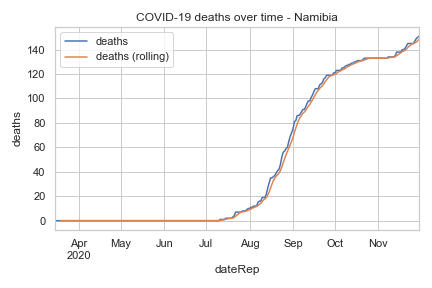 COVID-19 deaths over time - Namibia
deaths
deaths (rolling)
140
120
100
80
60
40
20
0
deaths
Apr May Jun Jul Aug Sep Oct Nov
2020
dateRep